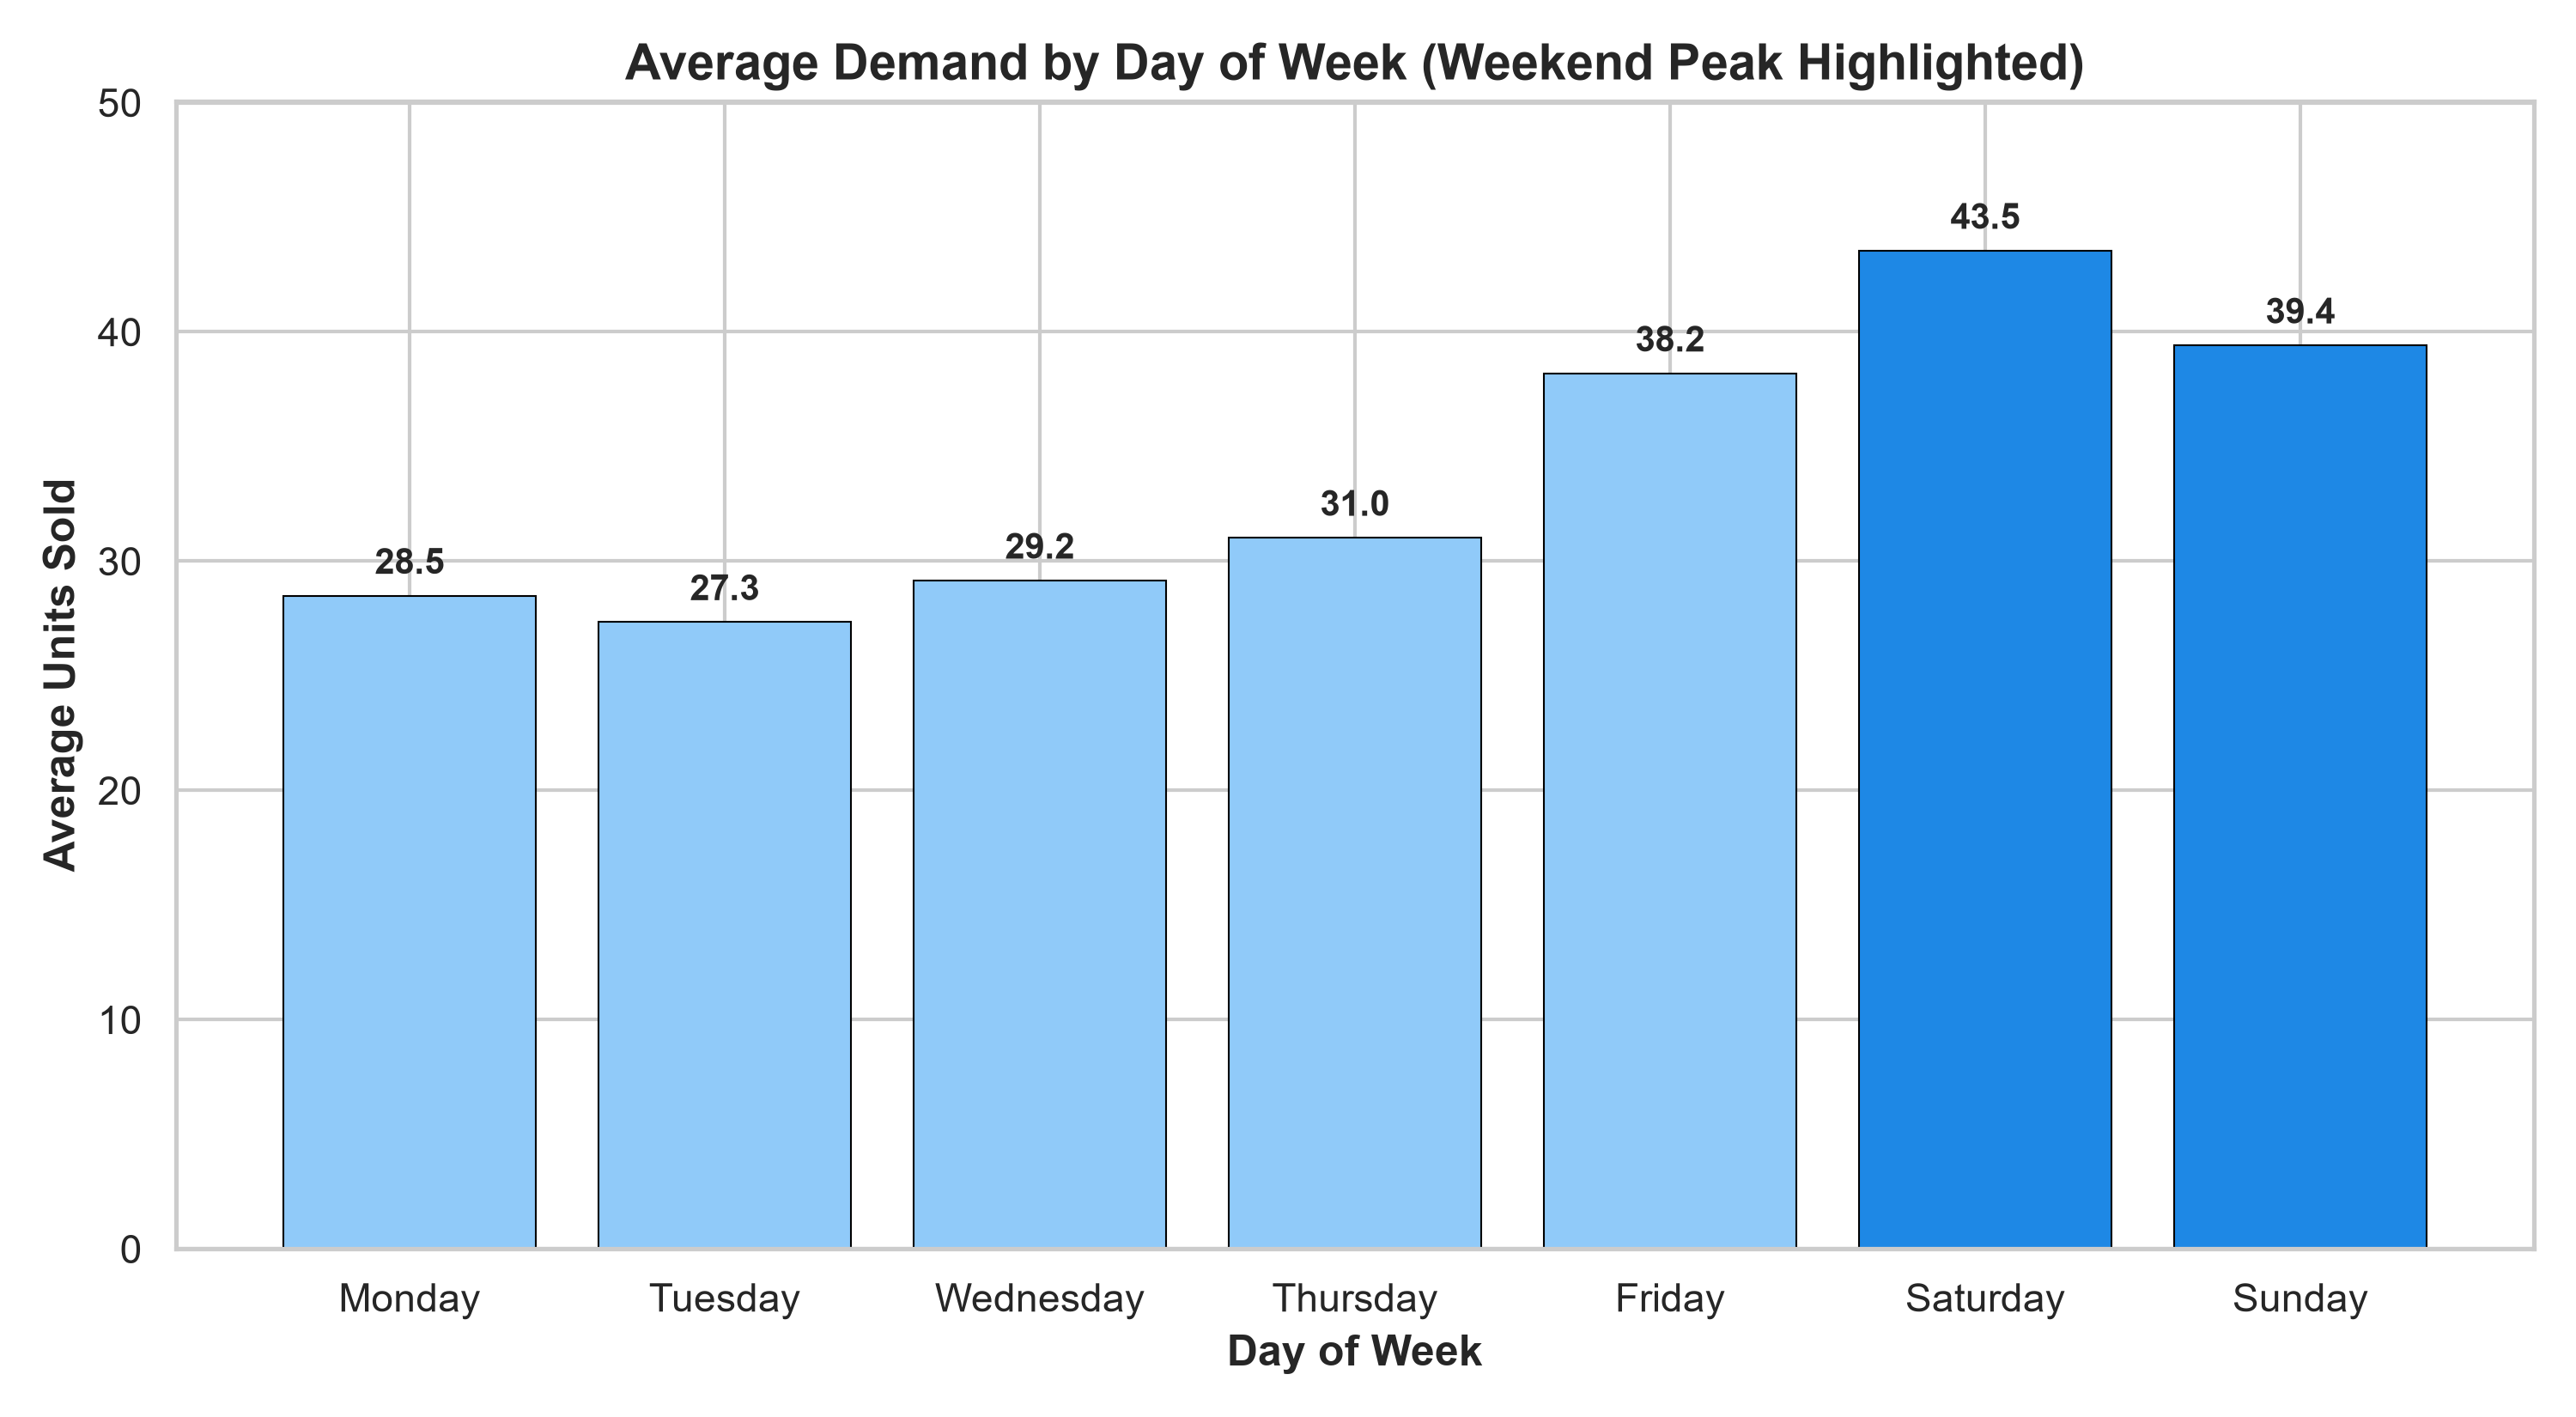 Average Demand by Day of Week (Weekend Peak Highlighted)
50
40
30
20
10
0
Average Units Sold
28.5
27.3
29.2
31.0
38.2
43.5
39.4
Monday
Tuesday
Wednesday
Thursday
Friday
Saturday
Sunday
Day of Week